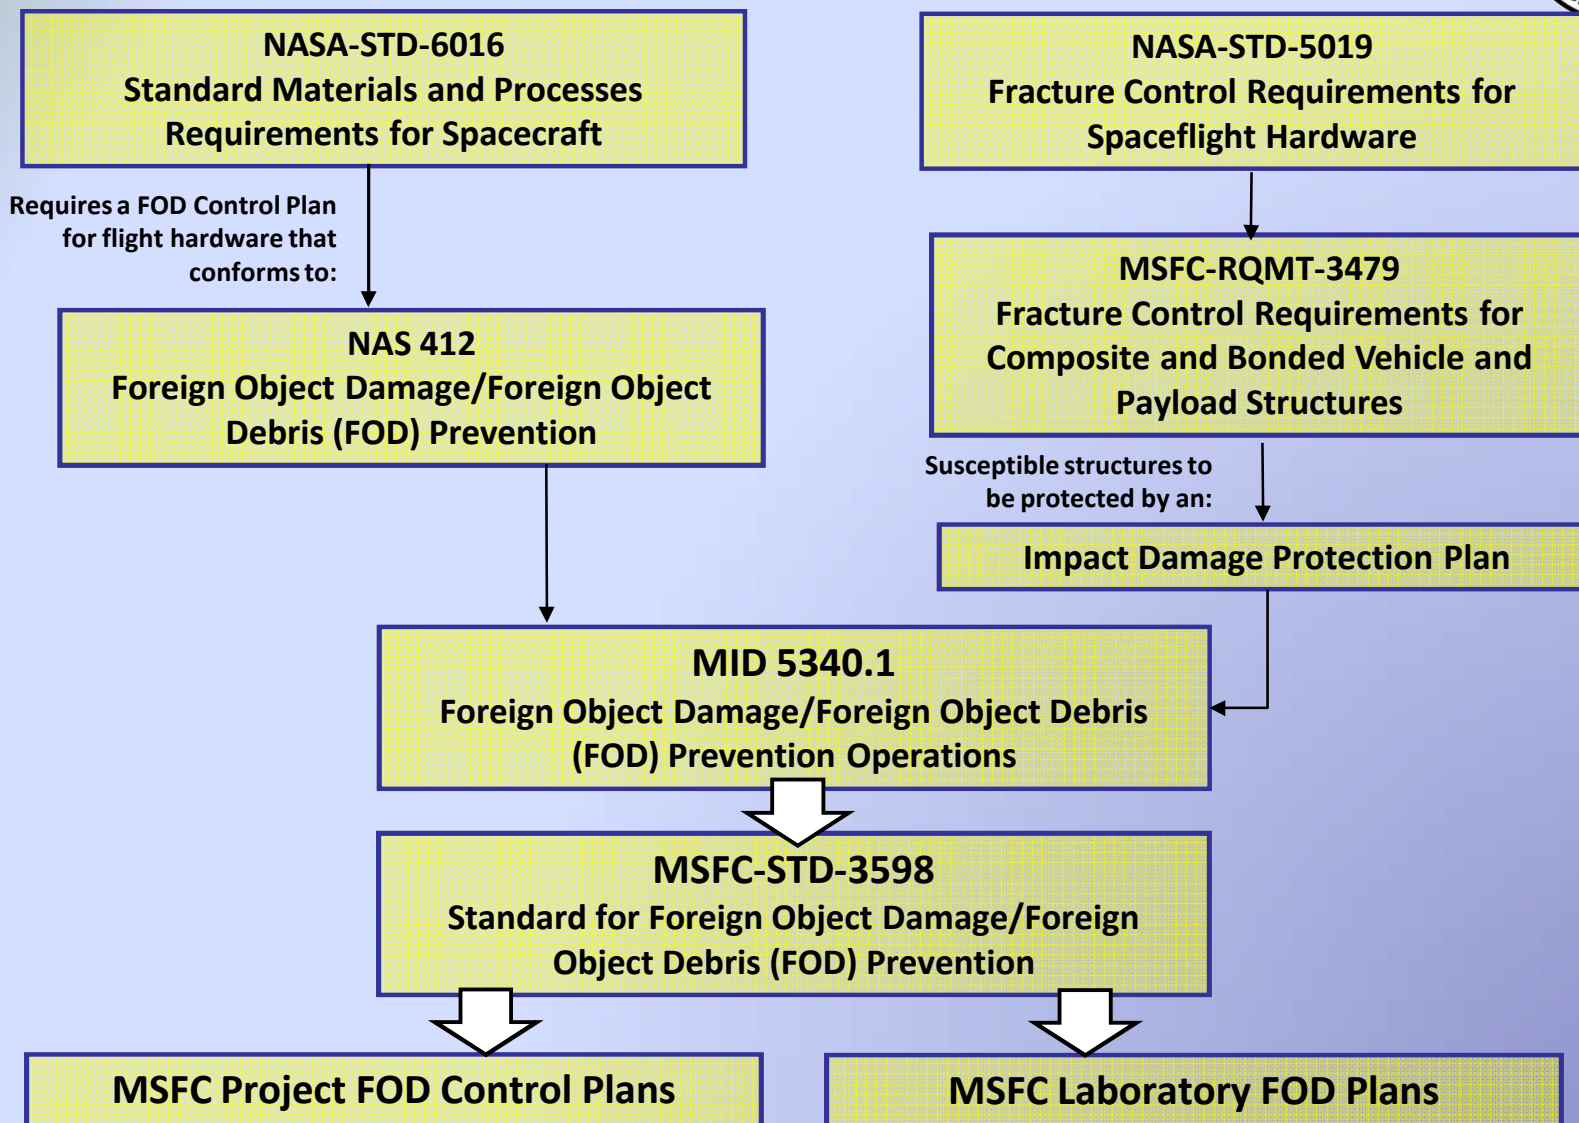 NASA-STD-6016
Standard Materials and Processes
Requirements for Spacecraft
NASA-STD-5019
Fracture Control Requirements for
Spaceflight Hardware
Requires a FOD Control Plan
for flight hardware that
conforms to:
MSFC-RQMT-3479
Fracture Control Requirements for
Composite and Bonded Vehicle and
Payload Structures
NAS 412
Foreign Object Damage/Foreign Object
Debris (FOD) Prevention
Susceptible structures to
be protected by an:
Impact Damage Protection Plan
MID 5340.1
Foreign Object Damage/Foreign Object Debris
(FOD) Prevention Operations
MSFC-STD-3598
Standard for Foreign Object Damage/Foreign
Object Debris (FOD) Prevention
MSFC Project FOD Control Plans
MSFC Laboratory FOD Plans